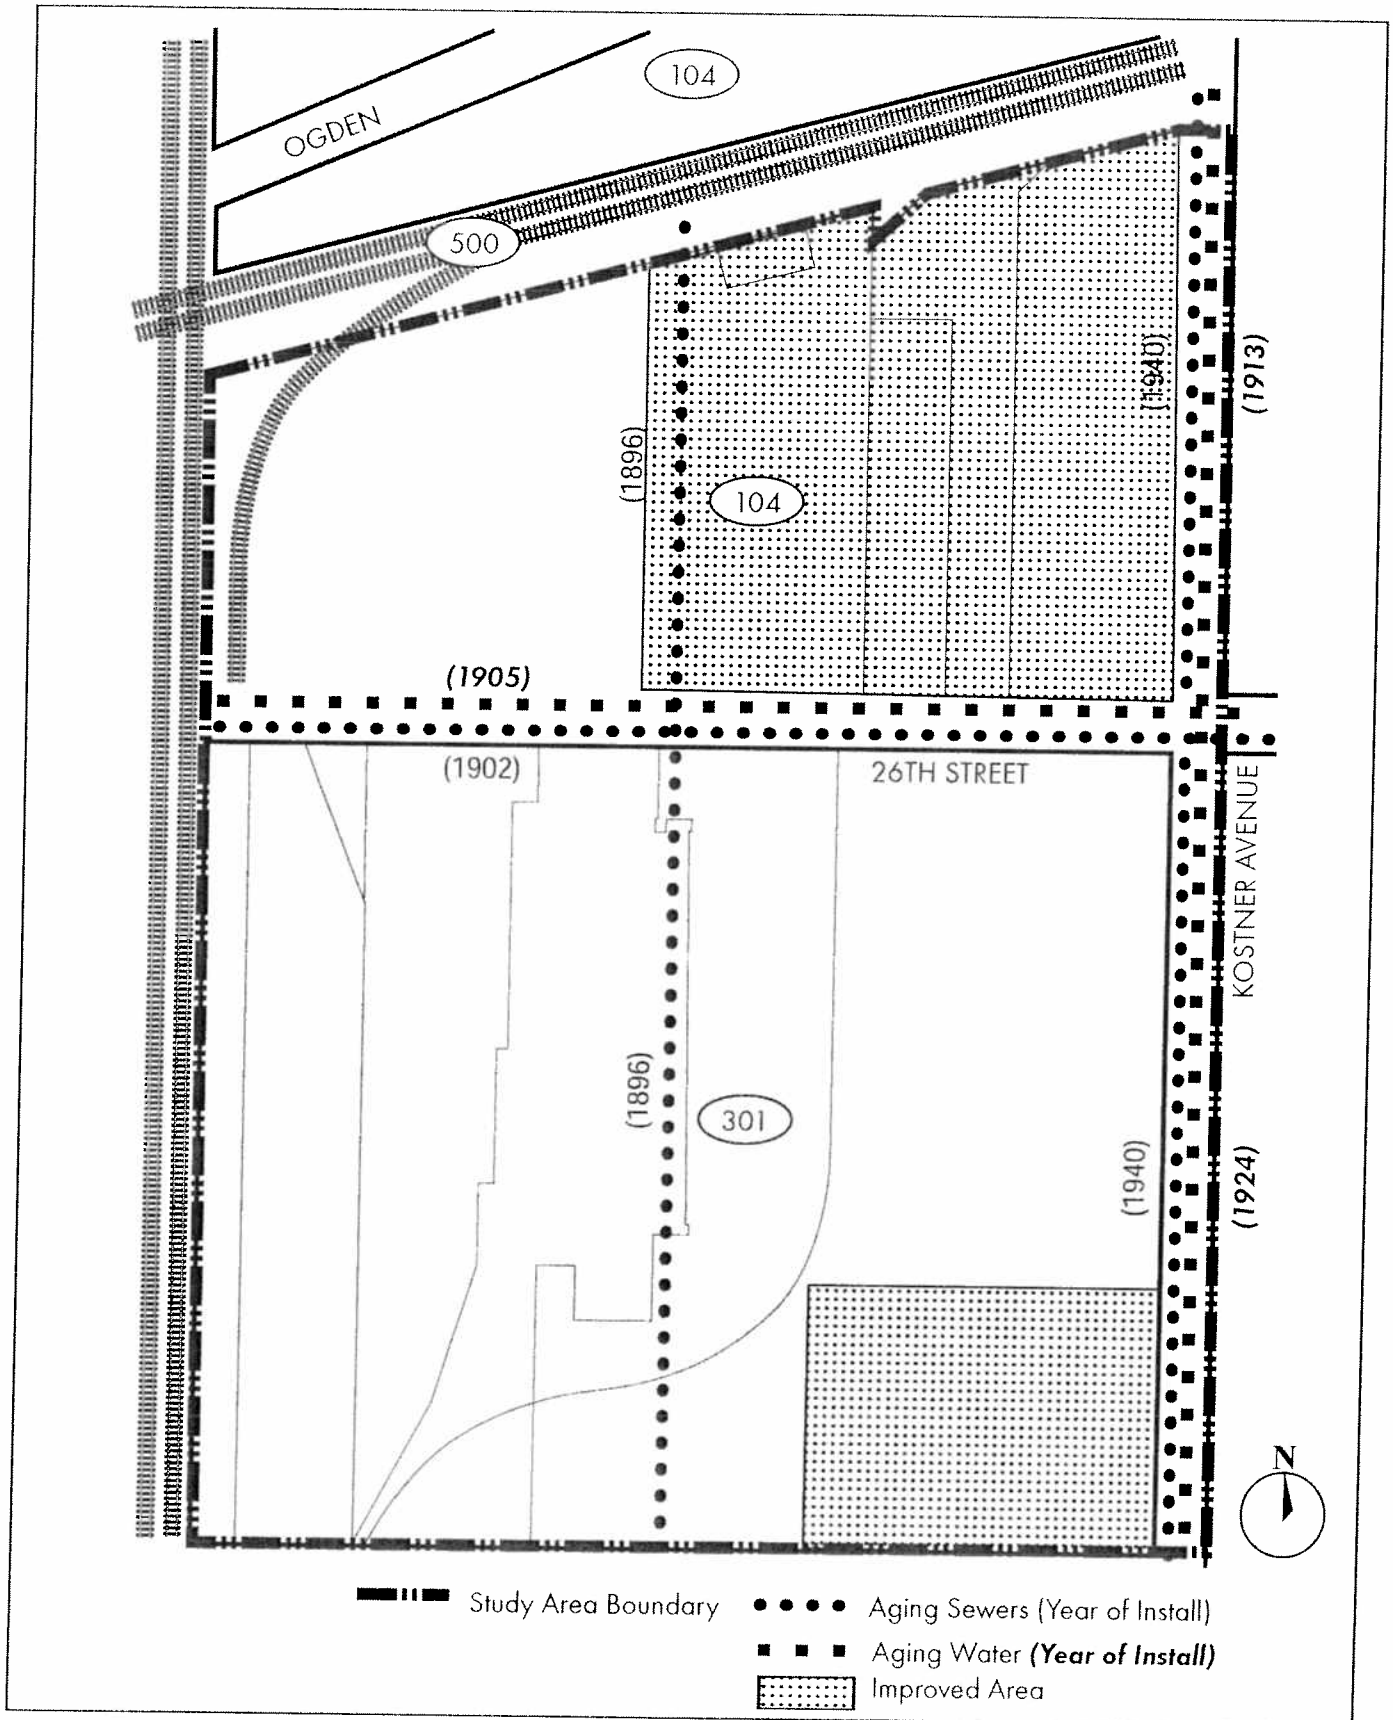 104
OGDEN
500
(1913)
(1940)
(1896)
104
(1905)
(1902)
26TH STREET
KOSTNER AVENUE
(1896)
301
(1940)
(1924)
N
Study Area Boundary
Aging Sewers (Year of Install)
Aging Water (Year of Install)
Improved Area